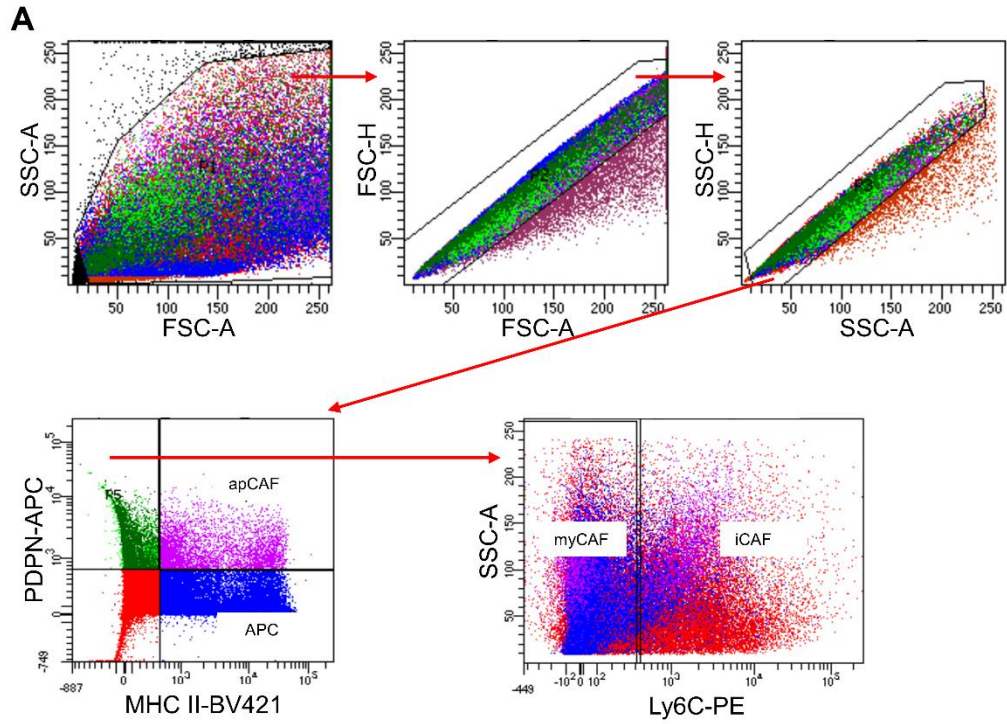 A
250
200
150
100
50
SSC-A
50 100 150 200 250
FSC-A
P1
250
200
150
100
50
FSC-H
50 100 150 200 250
FSC-A
250
200
150
100
50
SSC-H
50 100 150 200 250
SSC-A
10^5
10^4
10^3
0
-749
PDPN-APC
P5
apCAF
APC
-887
0 10^3 10^4 10^5
MHC II-BV421
250
200
150
100
50
SSC-A
myCAF
iCAF
-449
-10^2 0 10^2 10^3 10^4 10^5
Ly6C-PE